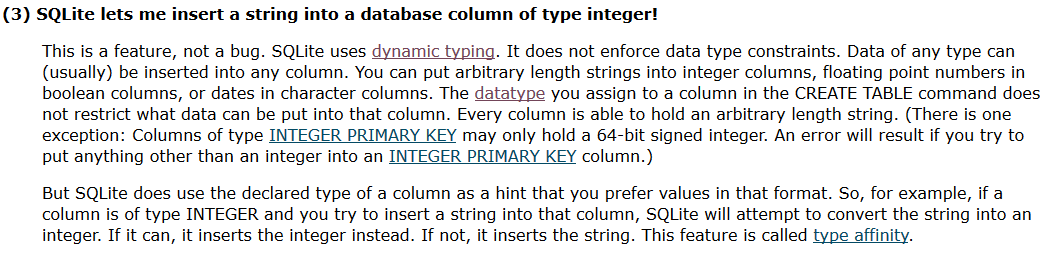 (3) SQLite lets me insert a string into a database column of type integer!
This is a feature, not a bug. SQLite uses dynamic typing. It does not enforce data type constraints. Data of any type can
(usually) be inserted into any column. You can put arbitrary length strings into integer columns, floating point numbers in
boolean columns, or dates in character columns. The datatype you assign to a column in the CREATE TABLE command does
not restrict what data can be put into that column. Every column is able to hold an arbitrary length string. (There is one
exception: Columns of type INTEGER PRIMARY KEY may only hold a 64-bit signed integer. An error will result if you try to
put anything other than an integer into an INTEGER PRIMARY KEY column.)
But SQLite does use the declared type of a column as a hint that you prefer values in that format. So, for example, if a
column is of type INTEGER and you try to insert a string into that column, SQLite will attempt to convert the string into an
integer. If it can, it inserts the integer instead. If not, it inserts the string. This feature is called type affinity.